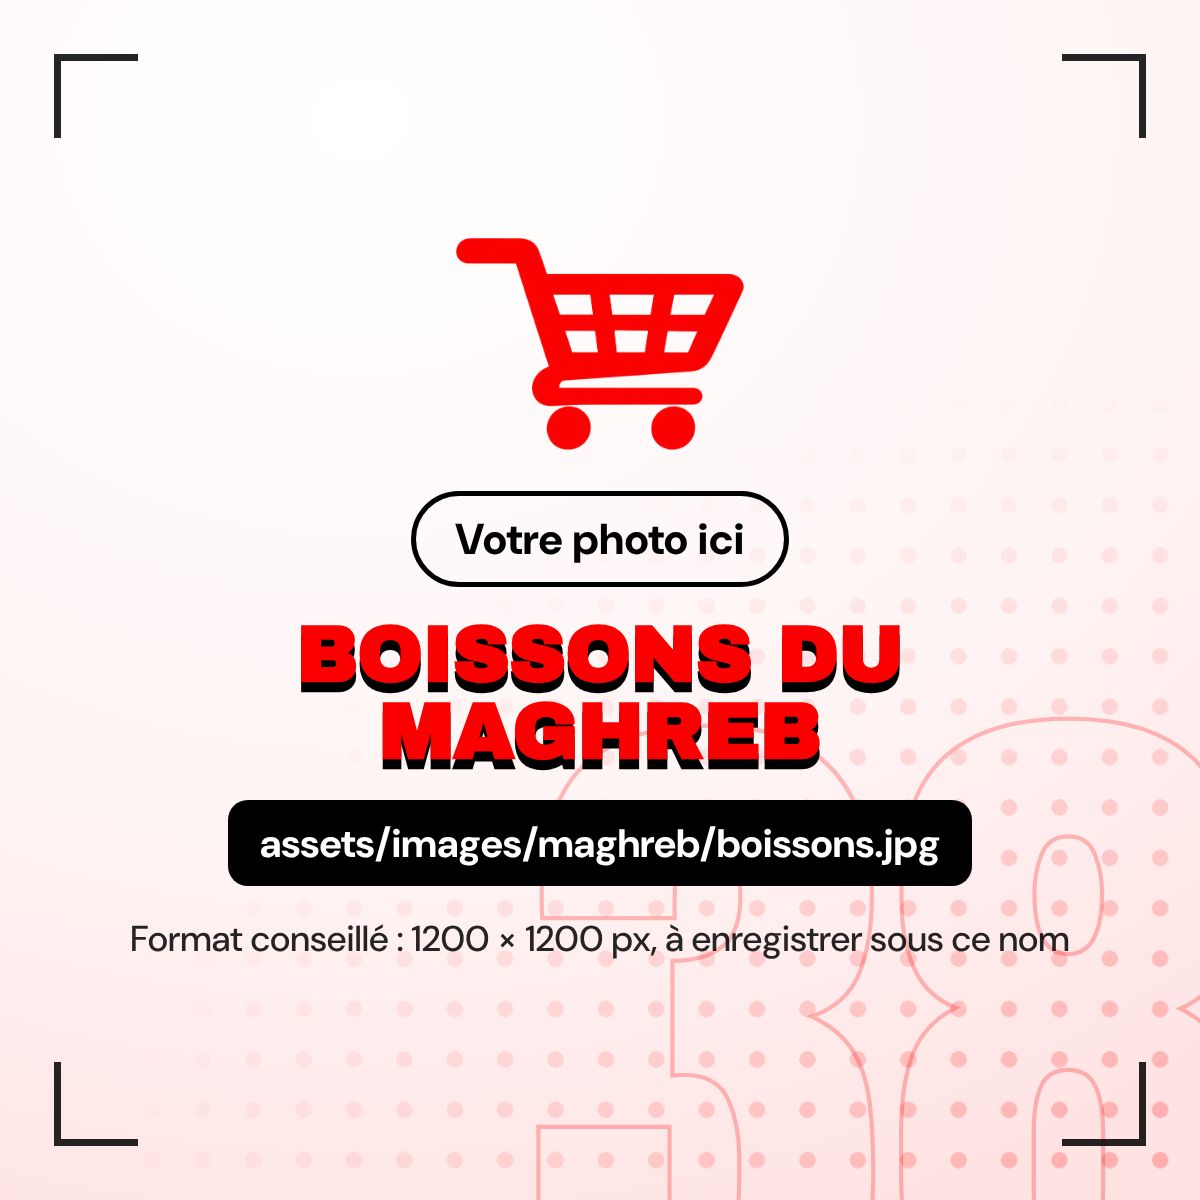 Votre photo ici
BOISSONS DU
MAGHREB
assets/images/maghreb/boissons.jpg
Format conseillé : 1200 × 1200 px, à enregistrer sous ce nom